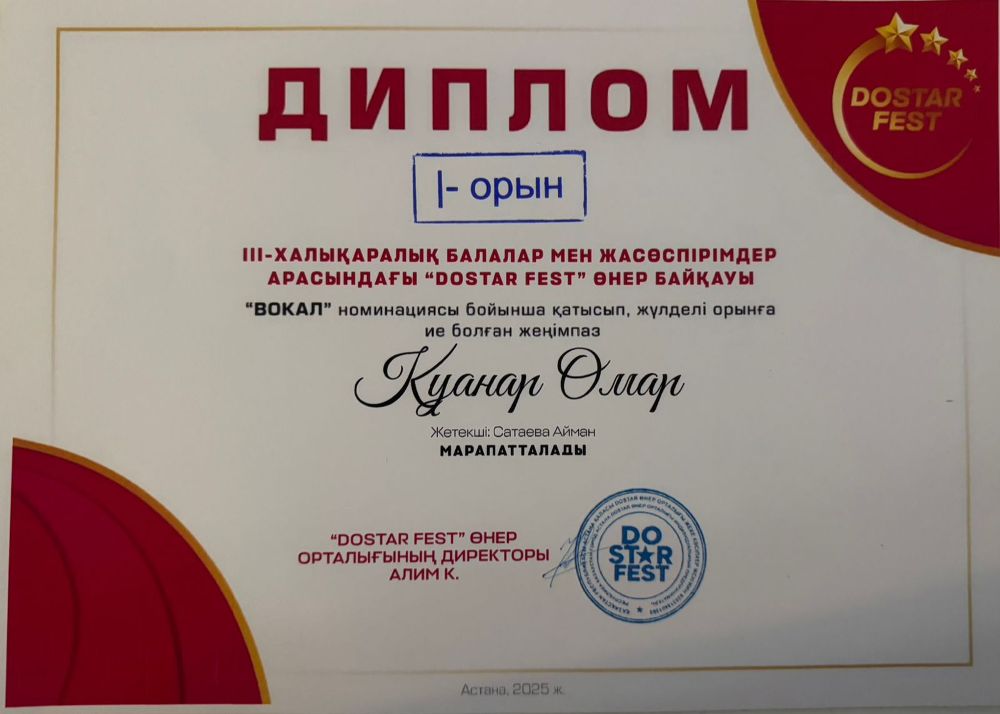 DOSTAR
FEST
ДИПЛОМ
I- орын
III-ХАЛЫҚАРАЛЫҚ БАЛАЛАР МЕН ЖАСӨСПІРІМДЕР
АРАСЫНДАҒЫ “DOSTAR FEST” ӨНЕР БАЙҚАУЫ
“ВОКАЛ” номинациясы бойынша қатысып, жүлделі орынға
ие болған жеңімпаз
Қуанар Омар
Жетекші: Сатаева Айман
МАРАПАТТАЛАДЫ
“DOSTAR FEST” ӨНЕР
ОРТАЛЫҒЫНЫҢ ДИРЕКТОРЫ
АЛИМ К.
DO
STAR
FEST
Астана, 2025 ж.